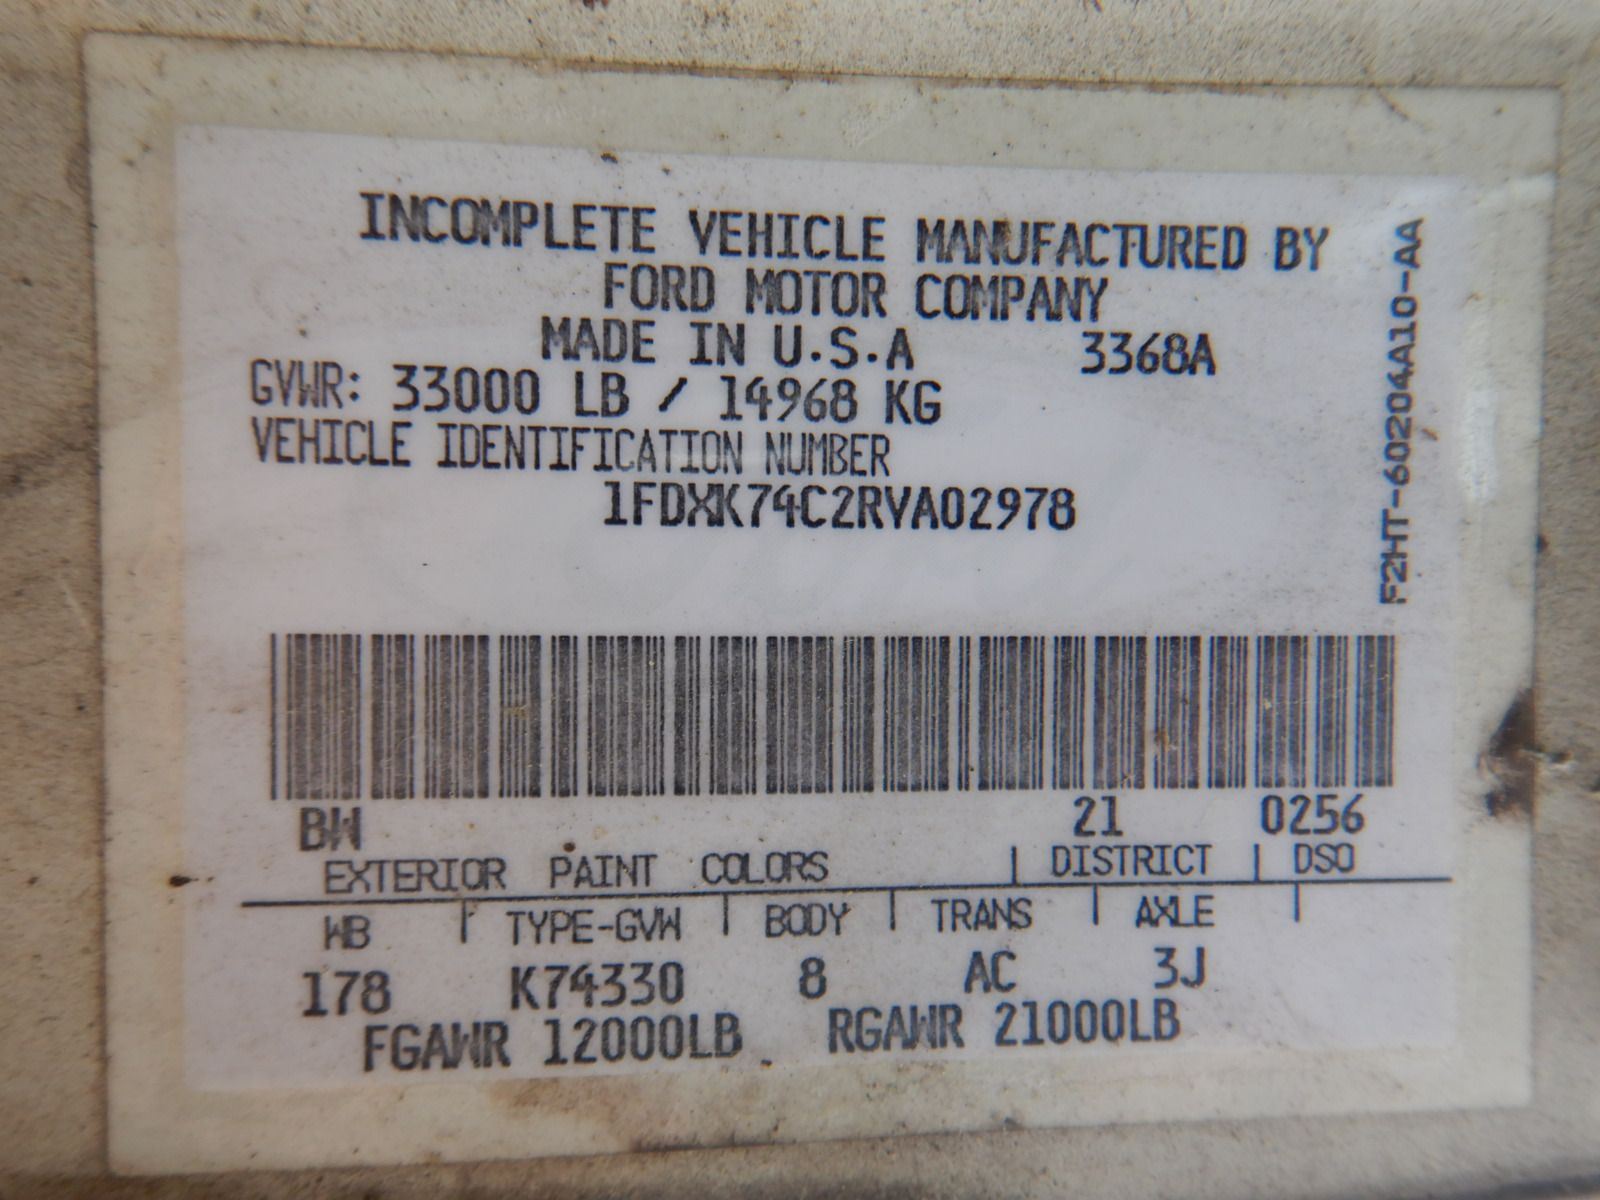 INCOMPLETE VEHICLE MANUFACTURED BY
FORD MOTOR COMPANY
MADE IN U.S.A 3368A
GVWR: 33000 LB / 14968 KG
VEHICLE IDENTIFICATION NUMBER
1FDXK74C2RVA02978
F2HT-60204A10-AA
BW 21 0256
EXTERIOR PAINT COLORS | DISTRICT | DSO
WB | TYPE-GVW | BODY | TRANS | AXLE |
178 K74330 8 AC 3J
FGAWR 12000LB RGAWR 21000LB